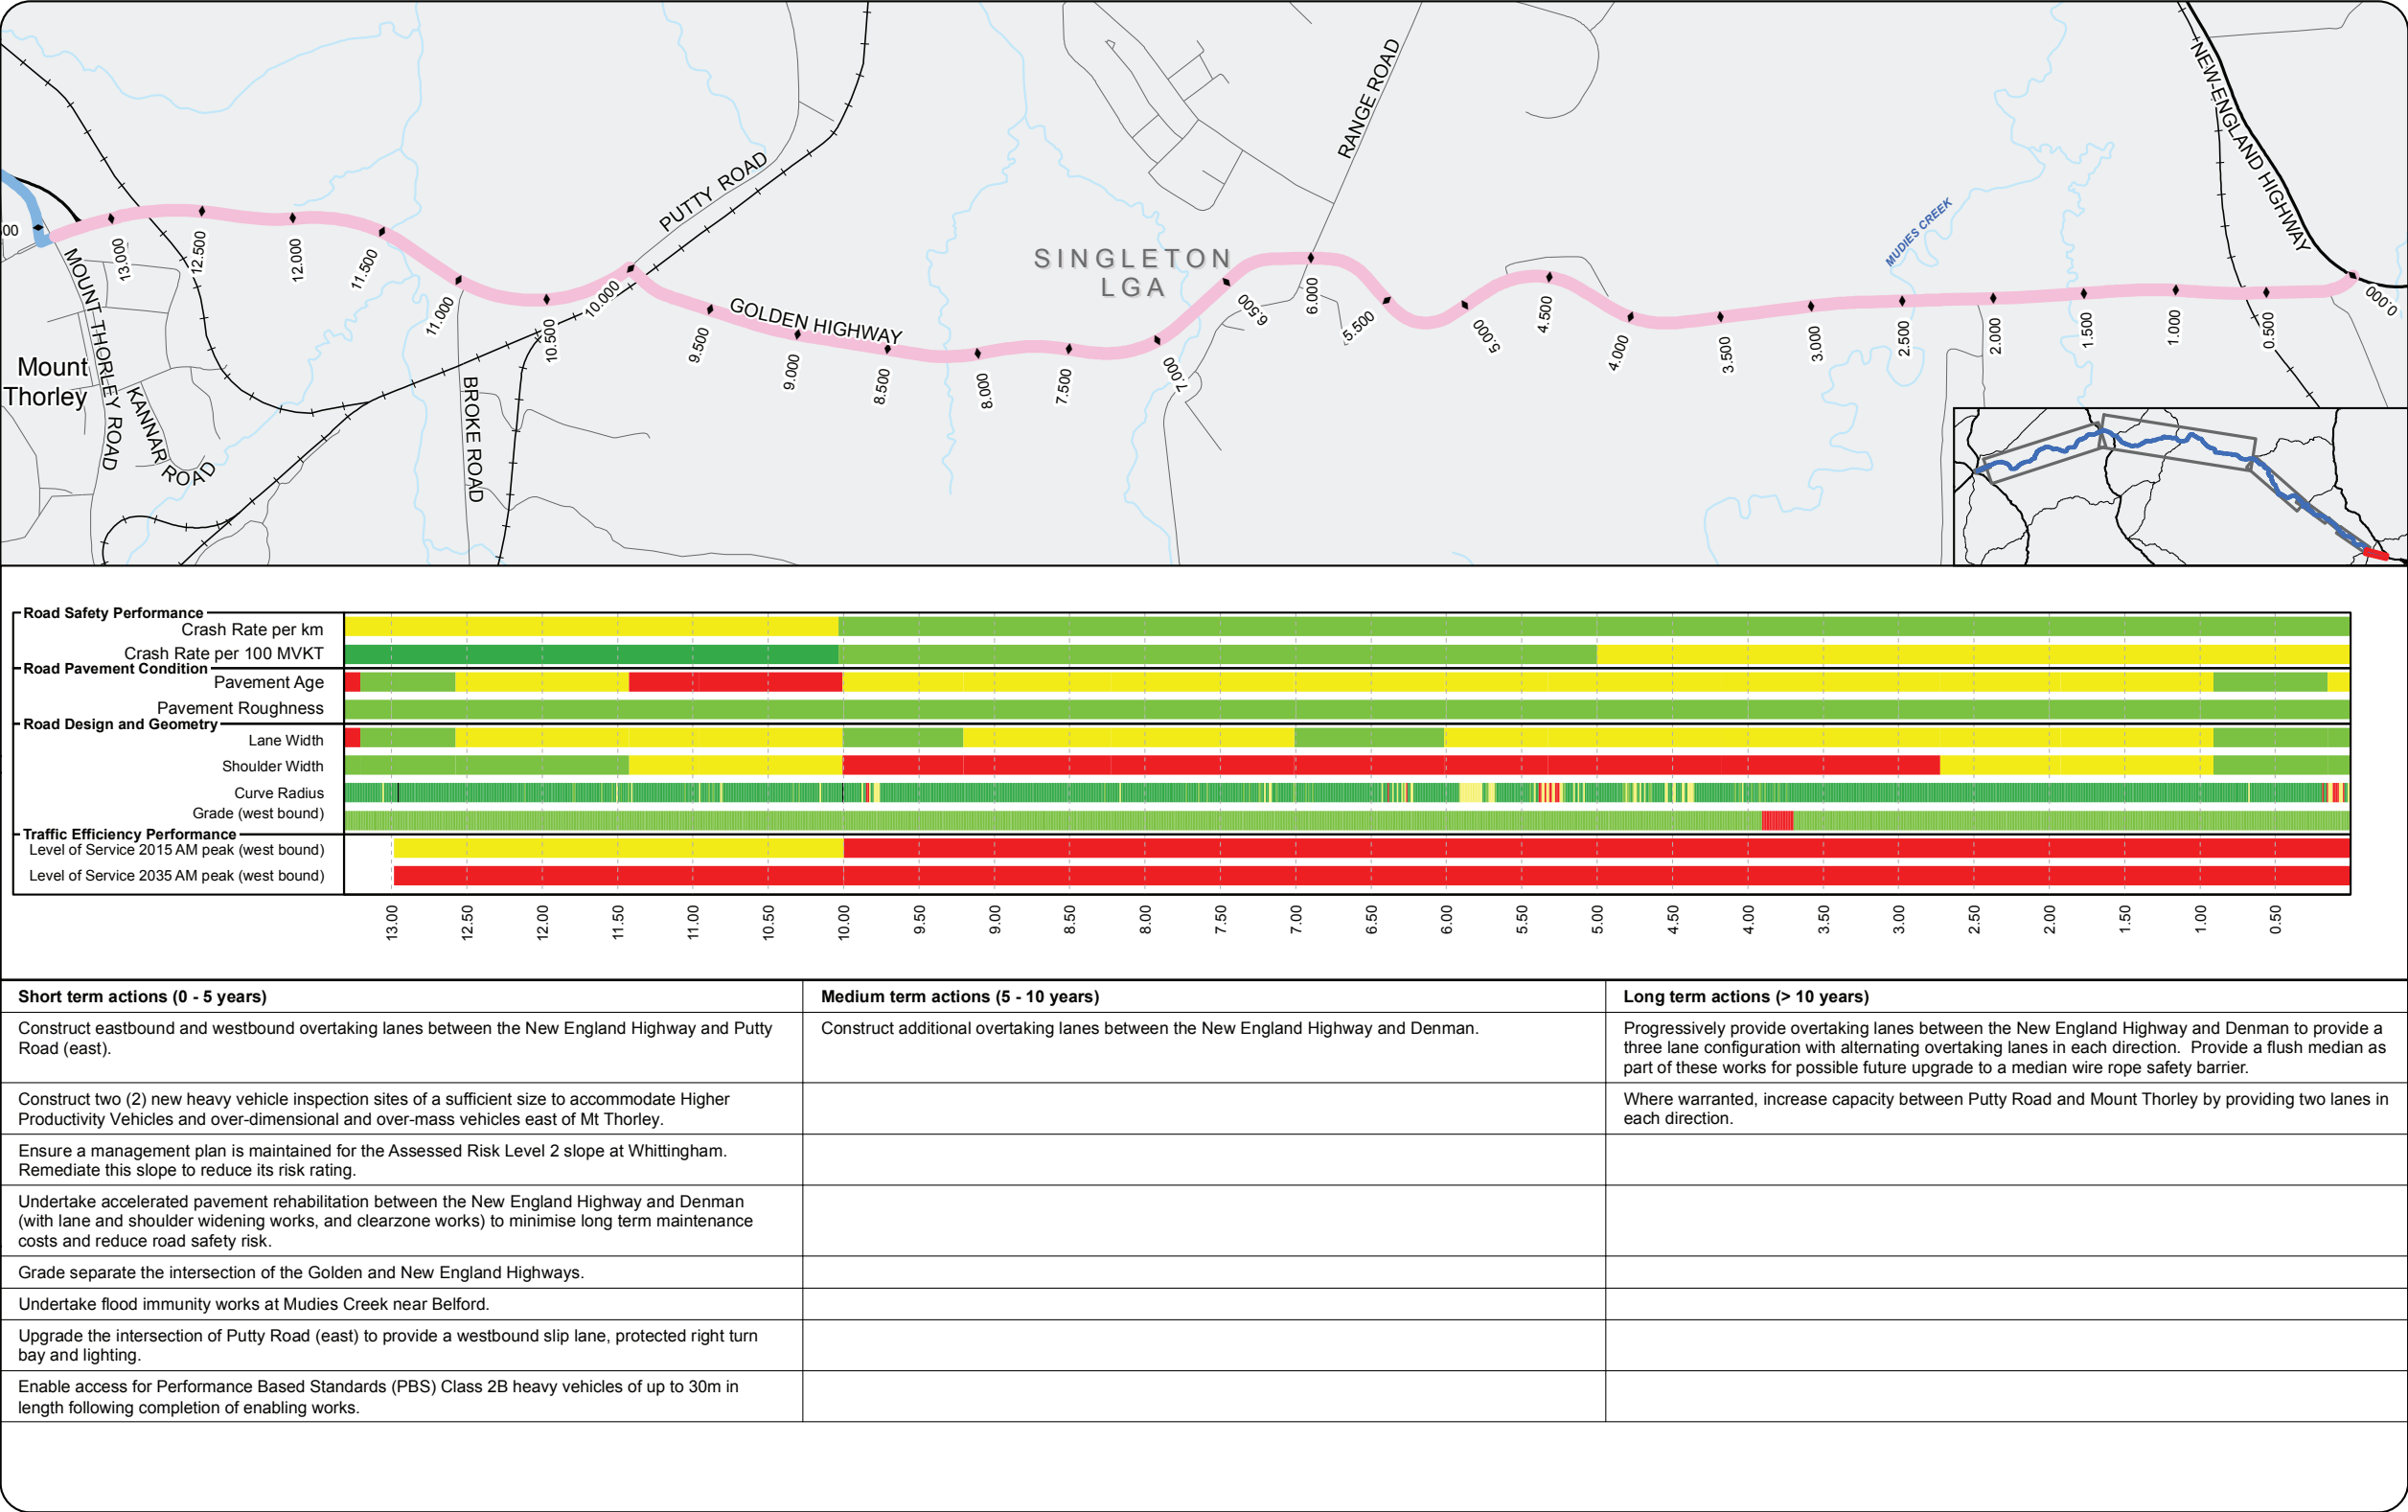 NEW ENGLAND HIGHWAY
RANGE ROAD
PUTTY ROAD
MUDIES CREEK
SINGLETON
LGA
GOLDEN HIGHWAY
MOUNT THORLEY ROAD
Mount
Thorley
KANNAR ROAD
BROKE ROAD
13.000
12.500
12.000
11.500
11.000
10.500
10.000
9.500
9.000
8.500
8.000
7.500
7.000
6.500
6.000
5.500
5.000
4.500
4.000
3.500
3.000
2.500
2.000
1.500
1.000
0.500
0.000
Road Safety Performance
Crash Rate per km
Crash Rate per 100 MVKT
Road Pavement Condition
Pavement Age
Pavement Roughness
Road Design and Geometry
Lane Width
Shoulder Width
Curve Radius
Grade (west bound)
Traffic Efficiency Performance
Level of Service 2015 AM peak (west bound)
Level of Service 2035 AM peak (west bound)
13.00 12.50 12.00 11.50 11.00 10.50 10.00 9.50 9.00 8.50 8.00 7.50 7.00 6.50 6.00 5.50 5.00 4.50 4.00 3.50 3.00 2.50 2.00 1.50 1.00 0.50
Short term actions (0 - 5 years)
Construct eastbound and westbound overtaking lanes between the New England Highway and Putty
Road (east).
Construct two (2) new heavy vehicle inspection sites of a sufficient size to accommodate Higher
Productivity Vehicles and over-dimensional and over-mass vehicles east of Mt Thorley.
Ensure a management plan is maintained for the Assessed Risk Level 2 slope at Whittingham.
Remediate this slope to reduce its risk rating.
Undertake accelerated pavement rehabilitation between the New England Highway and Denman
(with lane and shoulder widening works, and clearzone works) to minimise long term maintenance
costs and reduce road safety risk.
Grade separate the intersection of the Golden and New England Highways.
Undertake flood immunity works at Mudies Creek near Belford.
Upgrade the intersection of Putty Road (east) to provide a westbound slip lane, protected right turn
bay and lighting.
Enable access for Performance Based Standards (PBS) Class 2B heavy vehicles of up to 30m in
length following completion of enabling works.
Medium term actions (5 - 10 years)
Construct additional overtaking lanes between the New England Highway and Denman.
Long term actions (> 10 years)
Progressively provide overtaking lanes between the New England Highway and Denman to provide a
three lane configuration with alternating overtaking lanes in each direction. Provide a flush median as
part of these works for possible future upgrade to a median wire rope safety barrier.
Where warranted, increase capacity between Putty Road and Mount Thorley by providing two lanes in
each direction.